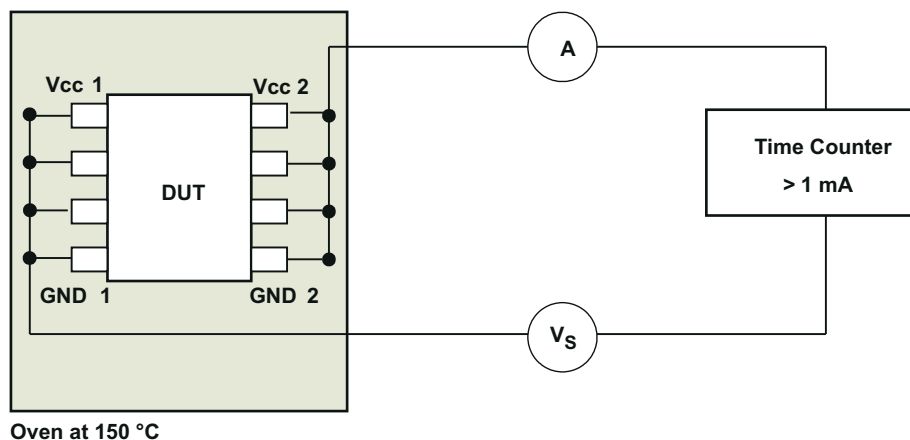 A
Vcc 1
Vcc 2
Time Counter
> 1 mA
DUT
GND 1
GND 2
VS
Oven at 150 °C